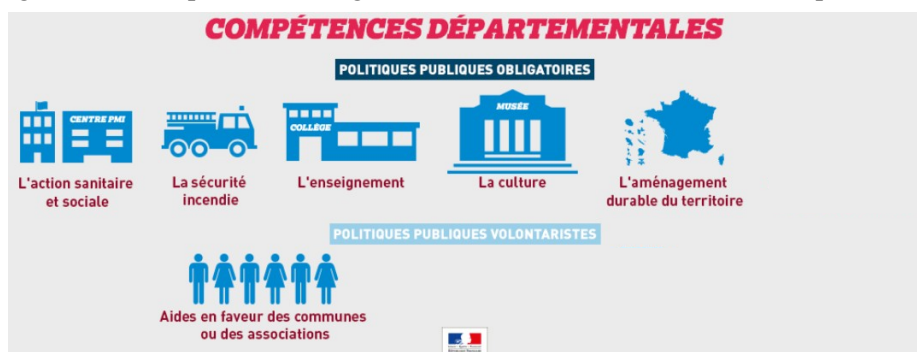 COMPÉTENCES DÉPARTEMENTALES
POLITIQUES PUBLIQUES OBLIGATOIRES
CENTRE PMI
COLLÈGE
MUSÉE
L'action sanitaire
et sociale
La sécurité
incendie
L'enseignement
La culture
L'aménagement
durable du territoire
POLITIQUES PUBLIQUES VOLONTARISTES
Aides en faveur des communes
ou des associations